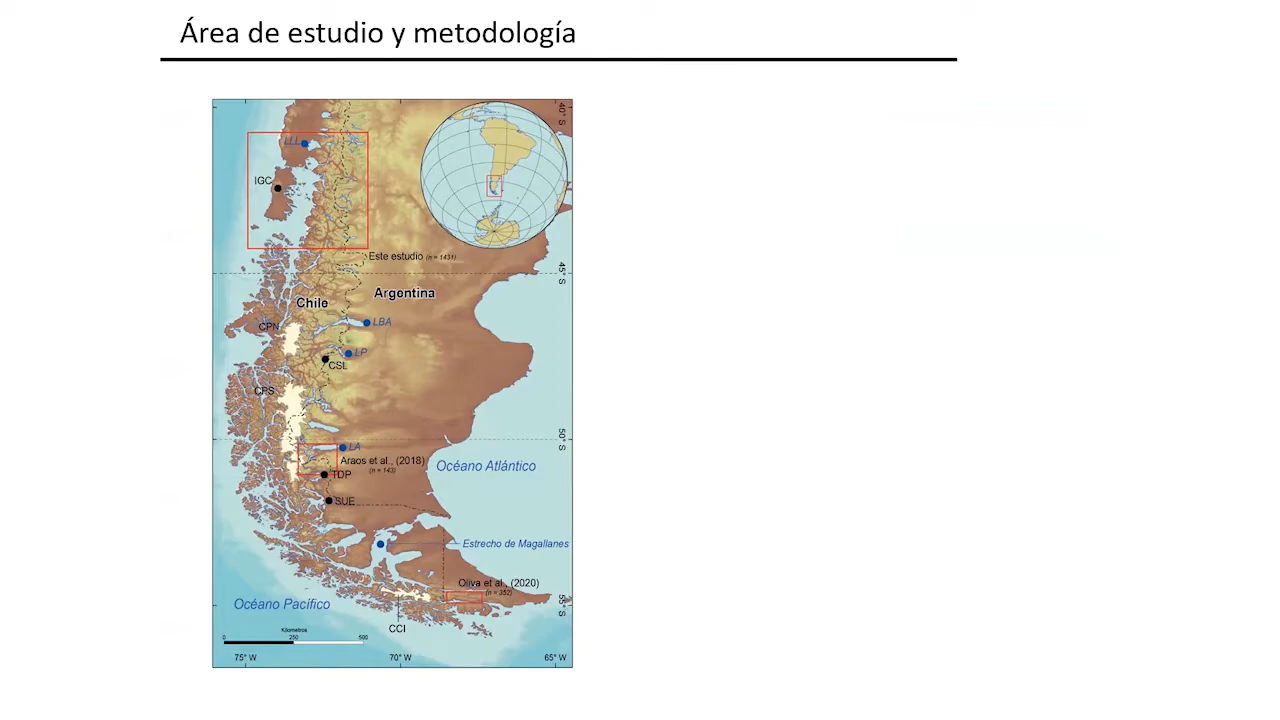 Área de estudio y metodología
40° S
LLL
IGC
Este estudio (n = 1431)
45° S
Chile
Argentina
CPN
LBA
LP
CSL
CPS
50° S
LA
Araos et al., (2018)
(n = 143)
Océano Atlántico
TDP
SUE
Estrecho de Magallanes
Oliva et al., (2020)
(n = 352)
55° S
Océano Pacífico
CCI
Kilometros
0 250 500
75° W 70° W 65° W